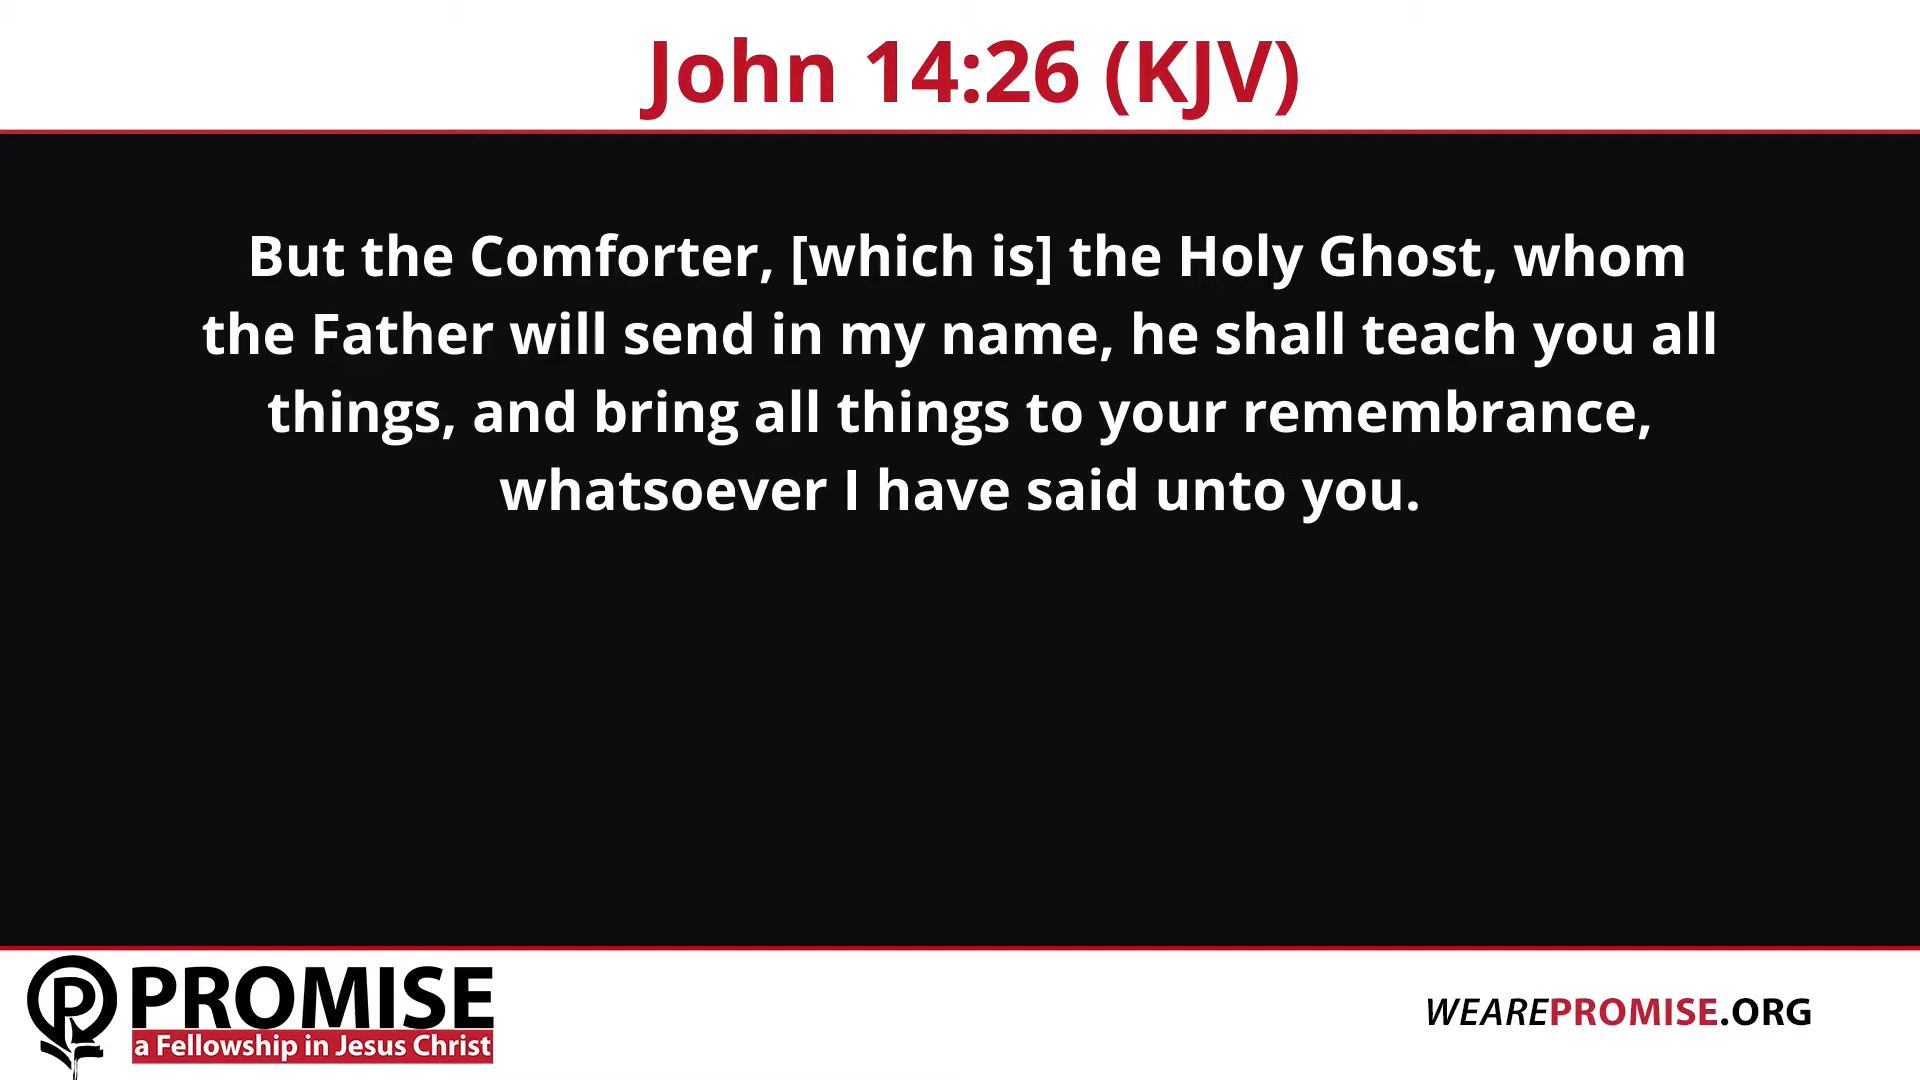 John 14:26 (KJV)
But the Comforter, [which is] the Holy Ghost, whom
the Father will send in my name, he shall teach you all
things, and bring all things to your remembrance,
whatsoever I have said unto you.
PROMISE
a Fellowship in Jesus Christ
WEAREPROMISE.ORG